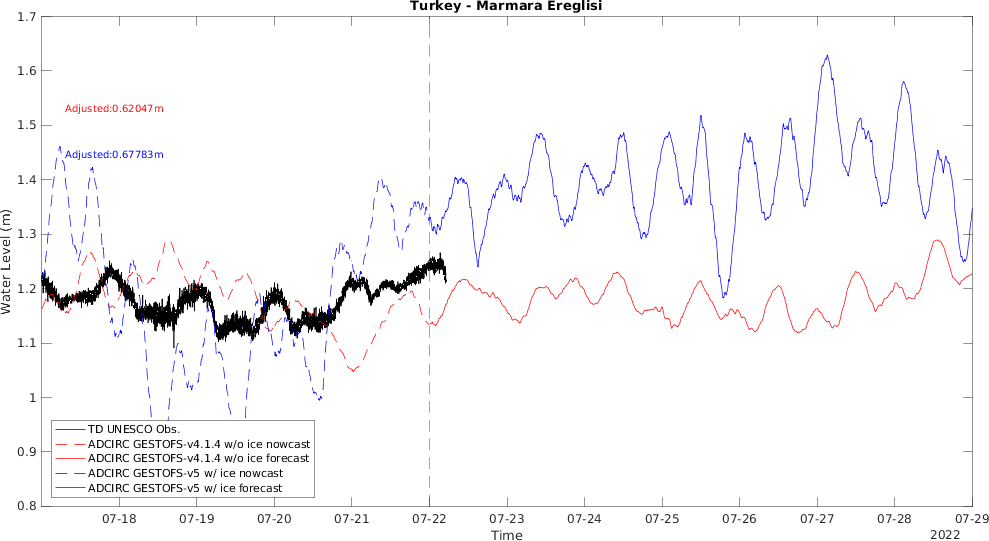 Turkey - Marmara Ereglisi
1.7
1.6
1.5
1.4
1.3
1.2
1.1
1
0.9
0.8
Water Level (m)
Adjusted:0.62047m
Adjusted:0.67783m
TD UNESCO Obs.
ADCIRC GESTOFS-v4.1.4 w/o ice nowcast
ADCIRC GESTOFS-v4.1.4 w/o ice forecast
ADCIRC GESTOFS-v5 w/ ice nowcast
ADCIRC GESTOFS-v5 w/ ice forecast
07-18 07-19 07-20 07-21 07-22 07-23 07-24 07-25 07-26 07-27 07-28 07-29
Time
2022